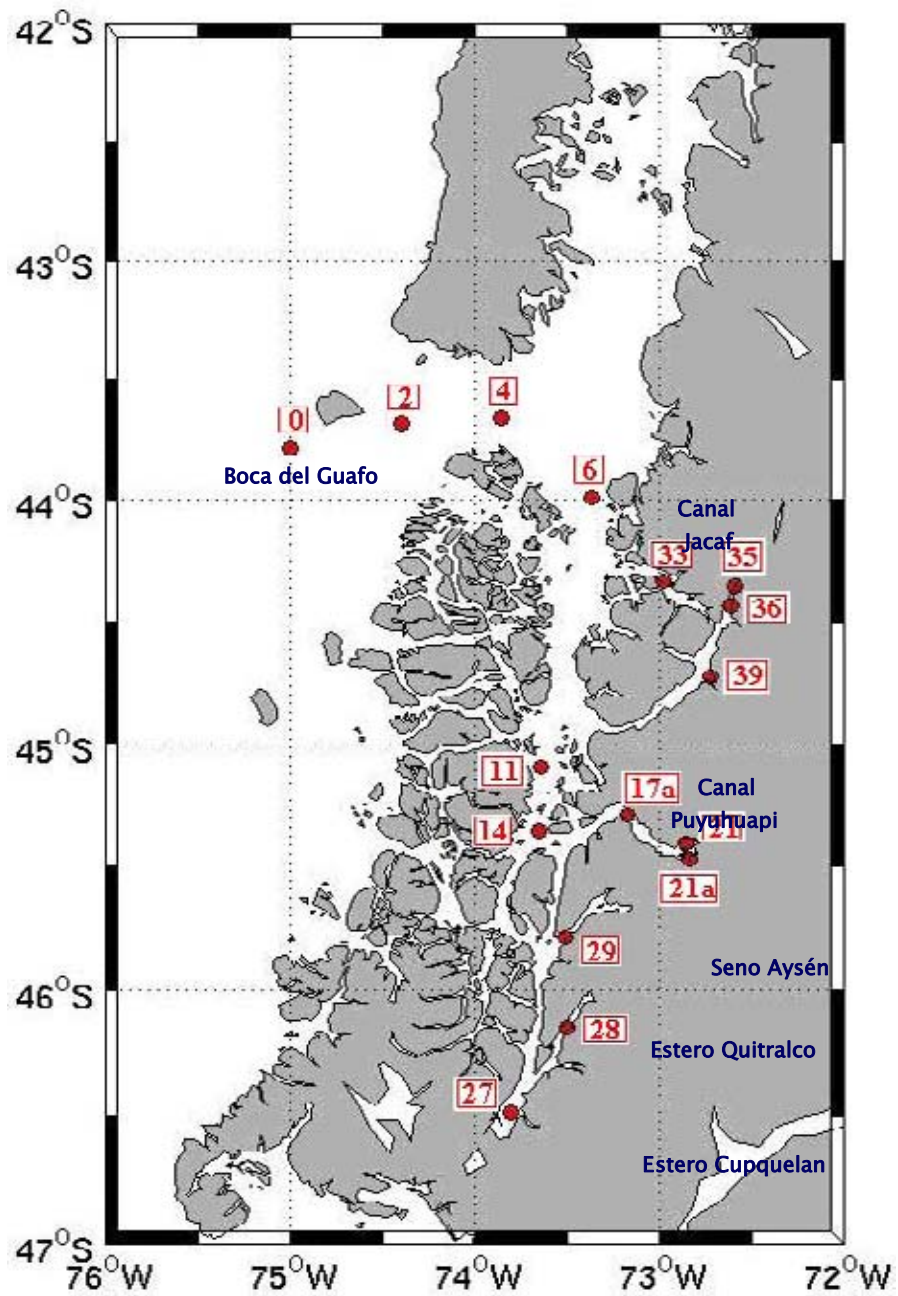 42°S
43°S
4
2
0
Boca del Guafo
6
44°S
Canal
Jacaf
33
35
36
39
45°S
11
17a
Canal
Puyuhuapi
14
21
21a
29
Seno Aysén
46°S
28
Estero Quitralco
27
Estero Cupquelan
47°S
76°W
75°W
74°W
73°W
72°W